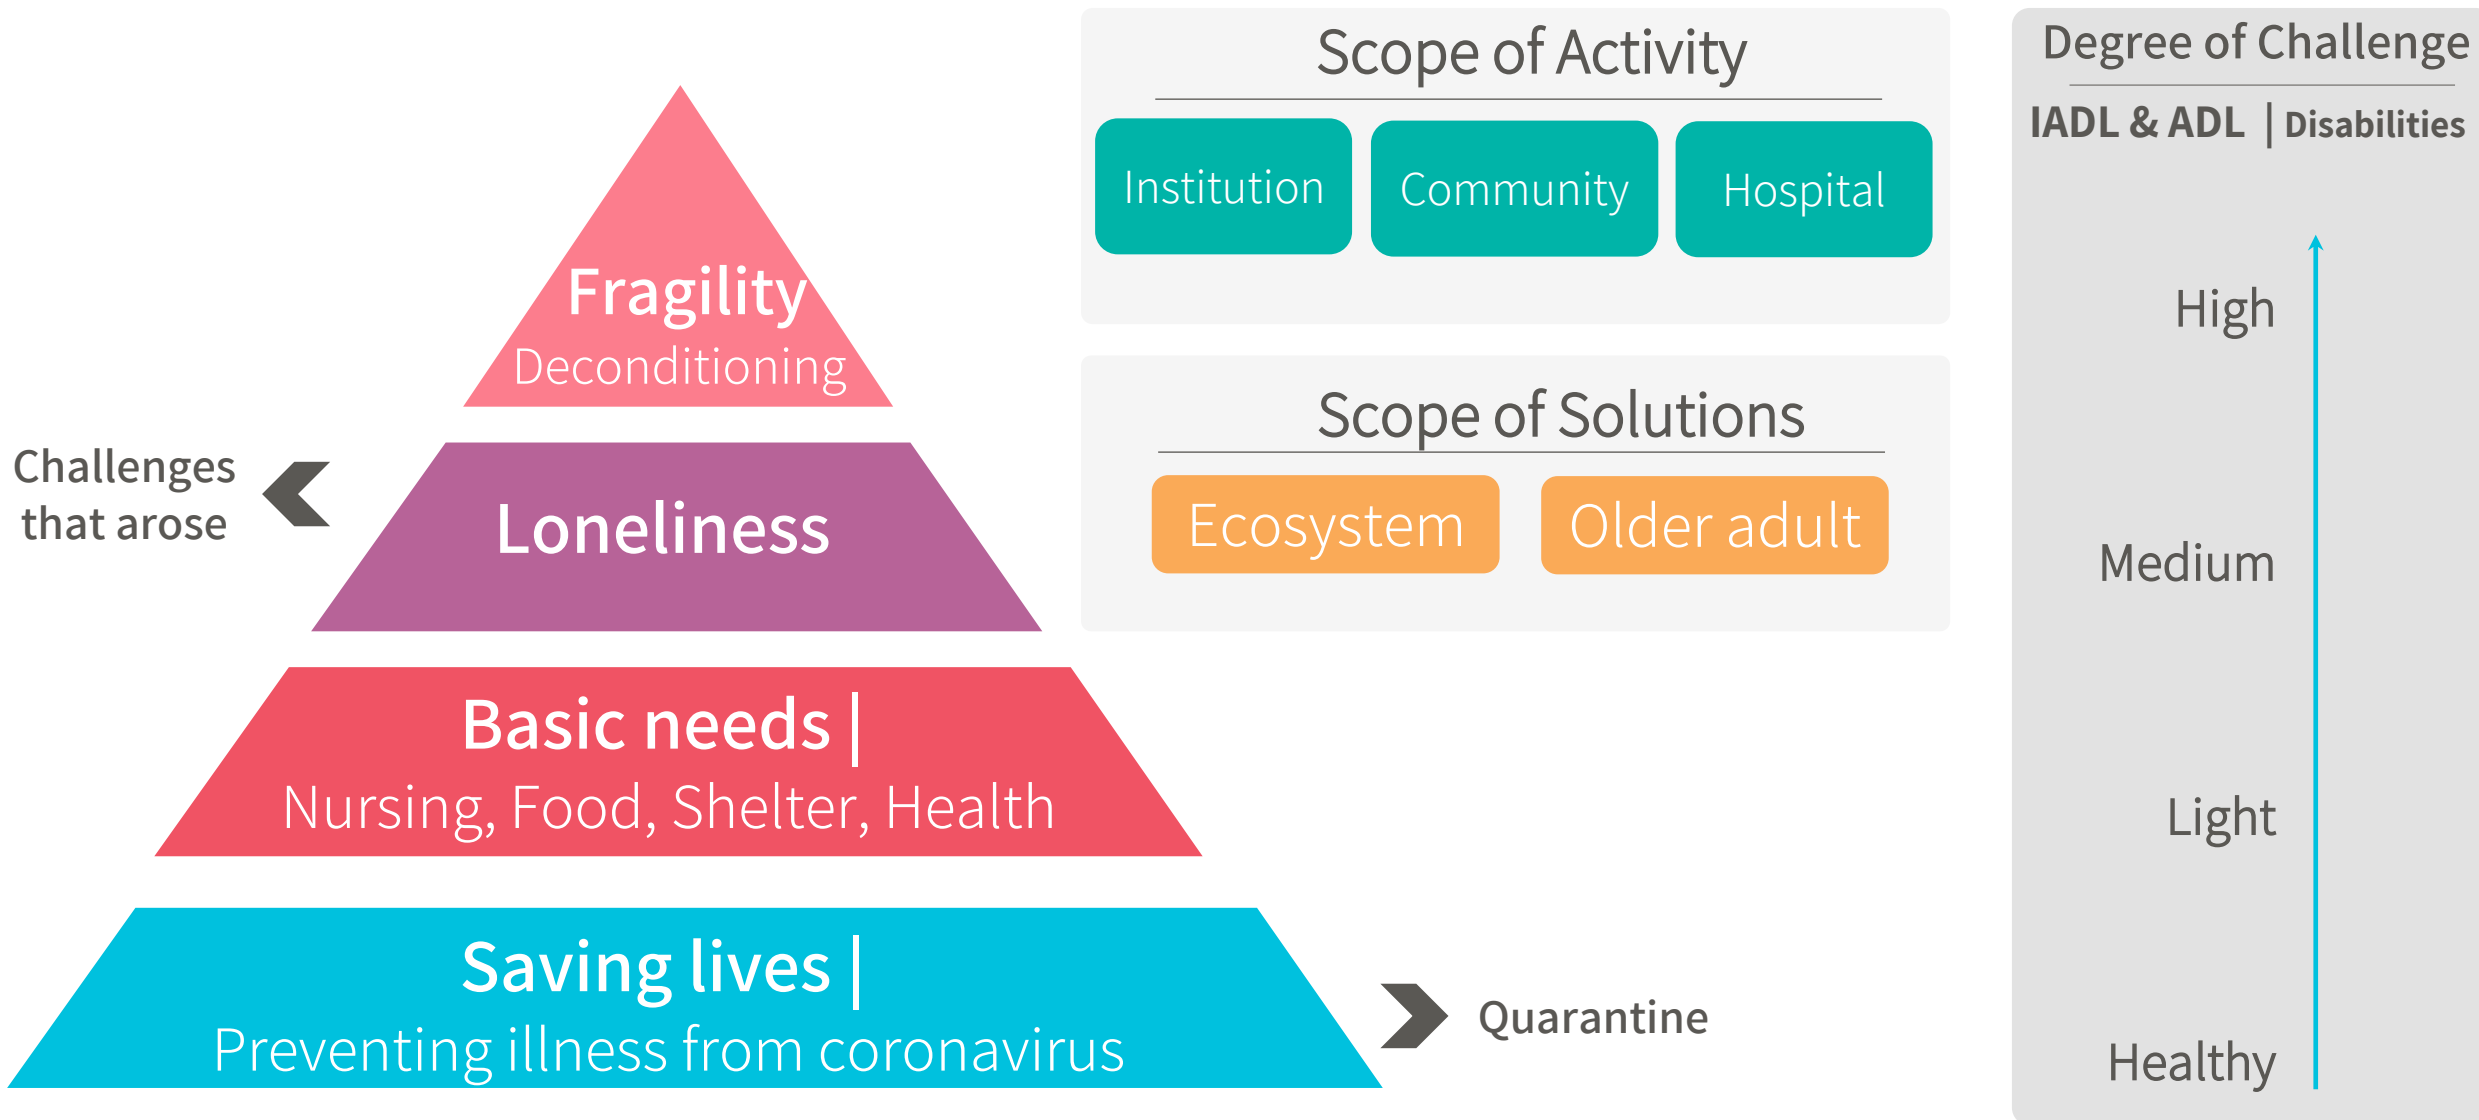 Fragility
Deconditioning
Challenges
that arose
Loneliness
Basic needs |
Nursing, Food, Shelter, Health
Saving lives |
Preventing illness from coronavirus
Quarantine
Scope of Activity
Institution
Community
Hospital
Scope of Solutions
Ecosystem
Older adult
Degree of Challenge
IADL & ADL | Disabilities
High
Medium
Light
Healthy